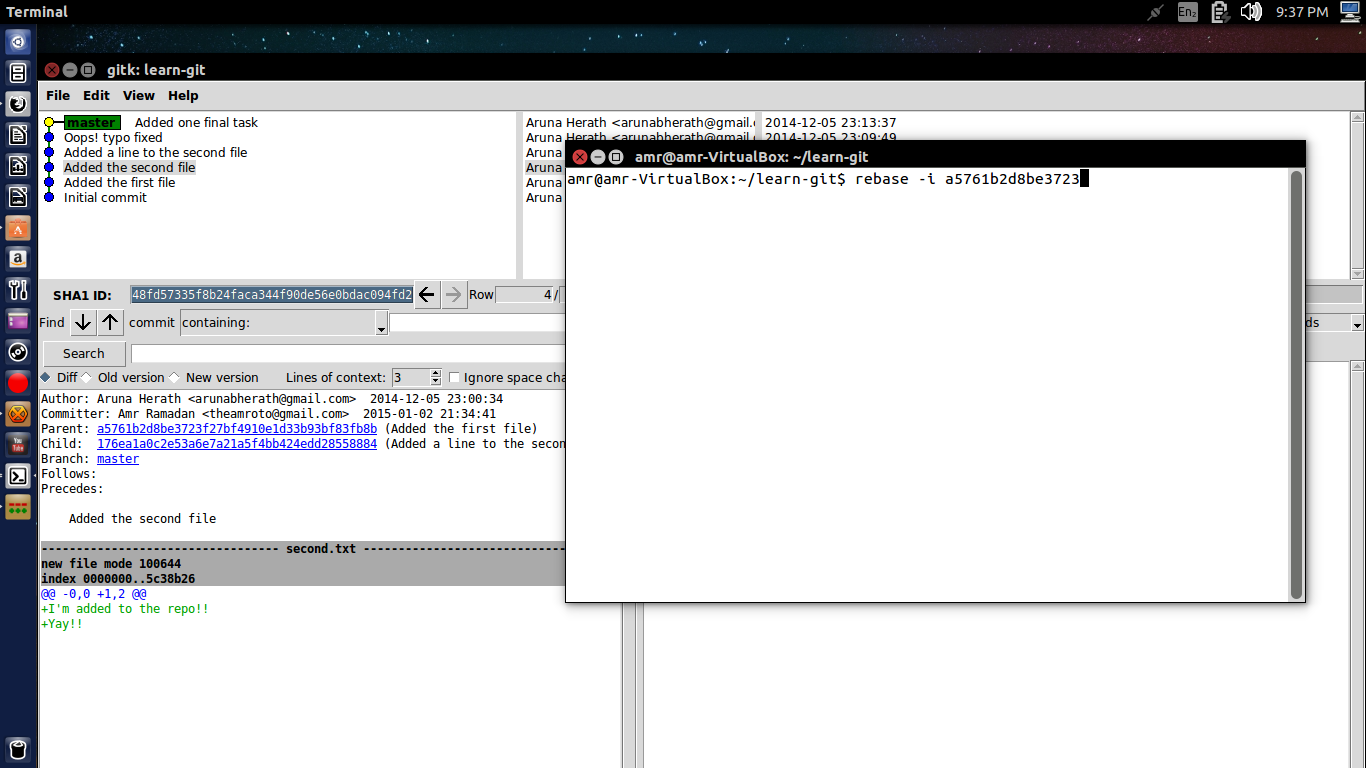 Terminal
En₂
9:37 PM
gitk: learn-git
File Edit View Help
master Added one final task
Oops! typo fixed
Added a line to the second file
Added the second file
Added the first file
Initial commit
Aruna Herath <arunabherath@gmail.
Aruna Herath <arunabherath@gmail.
Aruna
Aruna
Aruna
Aruna
2014-12-05 23:13:37
2014-12-05 23:09:49
amr@amr-VirtualBox: ~/learn-git
amr@amr-VirtualBox:~/learn-git$ rebase -i a5761b2d8be3723
SHA1 ID: 48fd57335f8b24faca344f90de56e0bdac094fd2 Row 4 /
Find commit containing:
ds
Search
Diff Old version New version Lines of context: 3 Ignore space cha
Author: Aruna Herath <arunabherath@gmail.com> 2014-12-05 23:00:34
Committer: Amr Ramadan <theamroto@gmail.com> 2015-01-02 21:34:41
Parent: a5761b2d8be3723f27bf4910e1d33b93bf83fb8b (Added the first file)
Child: 176ea1a0c2e53a6e7a21a5f4bb424edd28558884 (Added a line to the secon
Branch: master
Follows:
Precedes:
Added the second file
---------------------------------- second.txt -----------------------------
new file mode 100644
index 0000000..5c38b26
@@ -0,0 +1,2 @@
+I'm added to the repo!!
+Yay!!
You
Tube